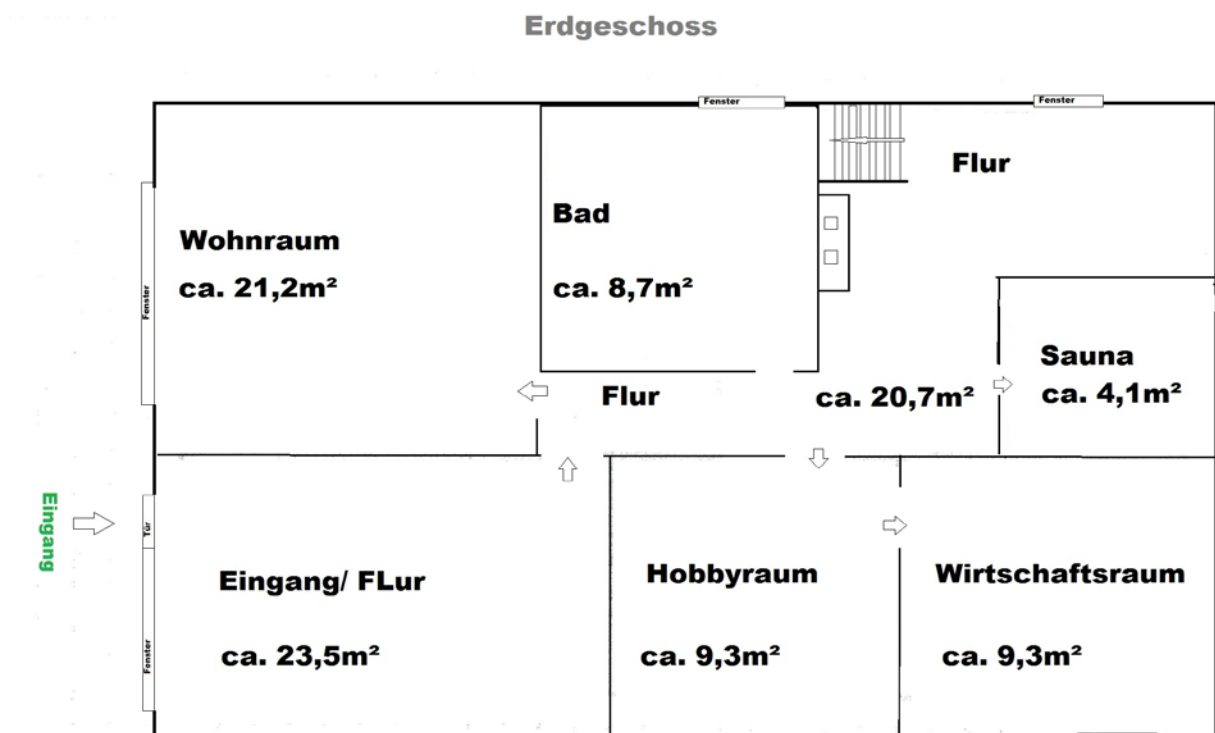 Erdgeschoss
Fenster
Fenster
Flur
Bad
Wohnraum
ca. 21,2m²
ca. 8,7m²
Fenster
Sauna
ca. 4,1m²
Flur
ca. 20,7m²
Eingang
Tür
Eingang/ FLur
Hobbyraum
Wirtschaftsraum
Fenster
ca. 23,5m²
ca. 9,3m²
ca. 9,3m²